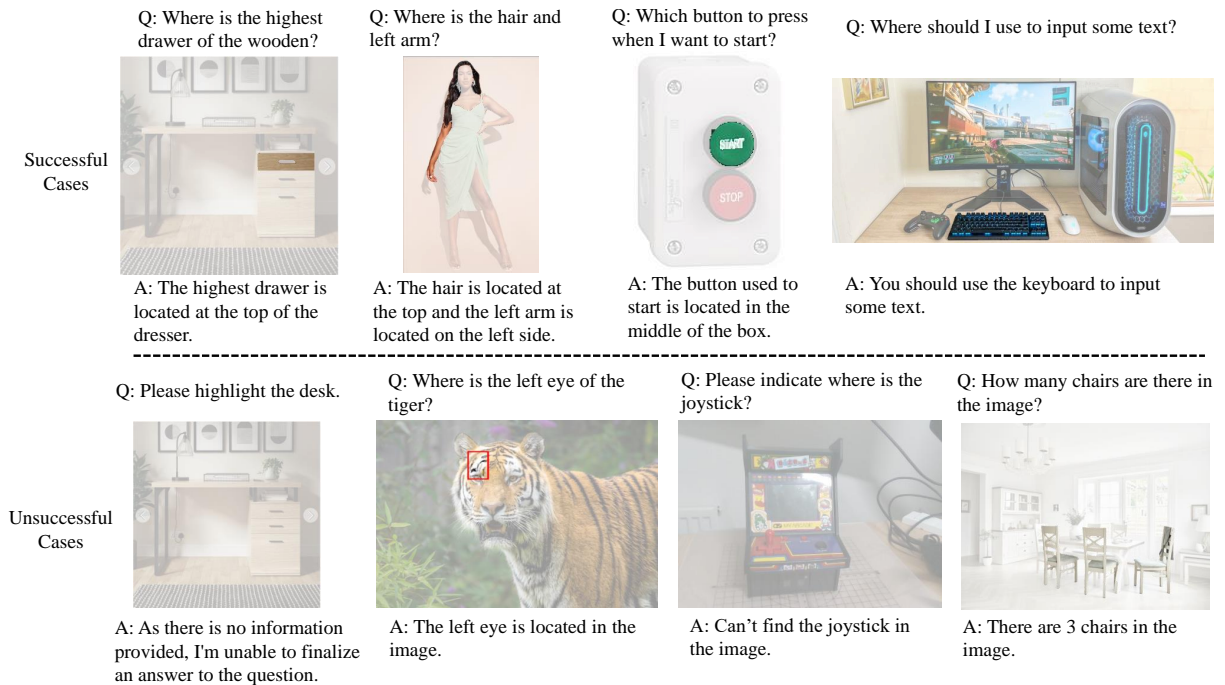 Q: Where is the highest
drawer of the wooden?
Q: Where is the hair and
left arm?
Q: Which button to press
when I want to start?
Q: Where should I use to input some text?
Successful
Cases
START
STOP
A: The highest drawer is
located at the top of the
dresser.
A: The hair is located at
the top and the left arm is
located on the left side.
A: The button used to
start is located in the
middle of the box.
A: You should use the keyboard to input
some text.
Q: Please highlight the desk.
Q: Where is the left eye of the
tiger?
Q: Please indicate where is the
joystick?
Q: How many chairs are there in
the image?
Unsuccessful
Cases
A: As there is no information
provided, I'm unable to finalize
an answer to the question.
A: The left eye is located in the
image.
A: Can't find the joystick in
the image.
A: There are 3 chairs in the
image.